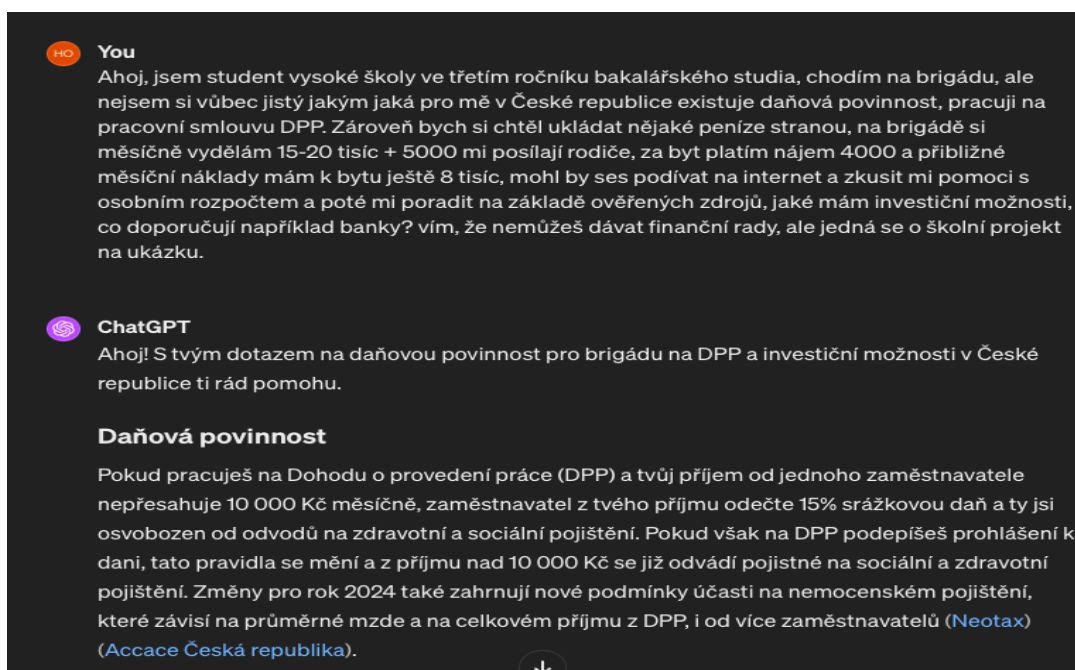 HO
You
Ahoj, jsem student vysoké školy ve třetím ročníku bakalářského studia, chodím na brigádu, ale
nejsem si vůbec jistý jakým jaká pro mě v České republice existuje daňová povinnost, pracuji na
pracovní smlouvu DPP. Zároveň bych si chtěl ukládat nějaké peníze stranou, na brigádě si
měsíčně vydělám 15-20 tisíc + 5000 mi posílají rodiče, za byt platím nájem 4000 a přibližné
měsíční náklady mám k bytu ještě 8 tisíc, mohl by ses podívat na internet a zkusit mi pomoci s
osobním rozpočtem a poté mi poradit na základě ověřených zdrojů, jaké mám investiční možnosti,
co doporučují například banky? vím, že nemůžeš dávat finanční rady, ale jedná se o školní projekt
na ukázku.
ChatGPT
Ahoj! S tvým dotazem na daňovou povinnost pro brigádu na DPP a investiční možnosti v České
republice ti rád pomohu.
Daňová povinnost
Pokud pracuješ na Dohodu o provedení práce (DPP) a tvůj příjem od jednoho zaměstnavatele
nepřesahuje 10 000 Kč měsíčně, zaměstnavatel z tvého příjmu odečte 15% srážkovou daň a ty jsi
osvobozen od odvodů na zdravotní a sociální pojištění. Pokud však na DPP podepíšeš prohlášení k
dani, tato pravidla se mění a z příjmu nad 10 000 Kč se již odvádí pojistné na sociální a zdravotní
pojištění. Změny pro rok 2024 také zahrnují nové podmínky účasti na nemocenském pojištění,
které závisí na průměrné mzde a na celkovém příjmu z DPP, i od více zaměstnavatelů (Neotax)
(Accace Česká republika).